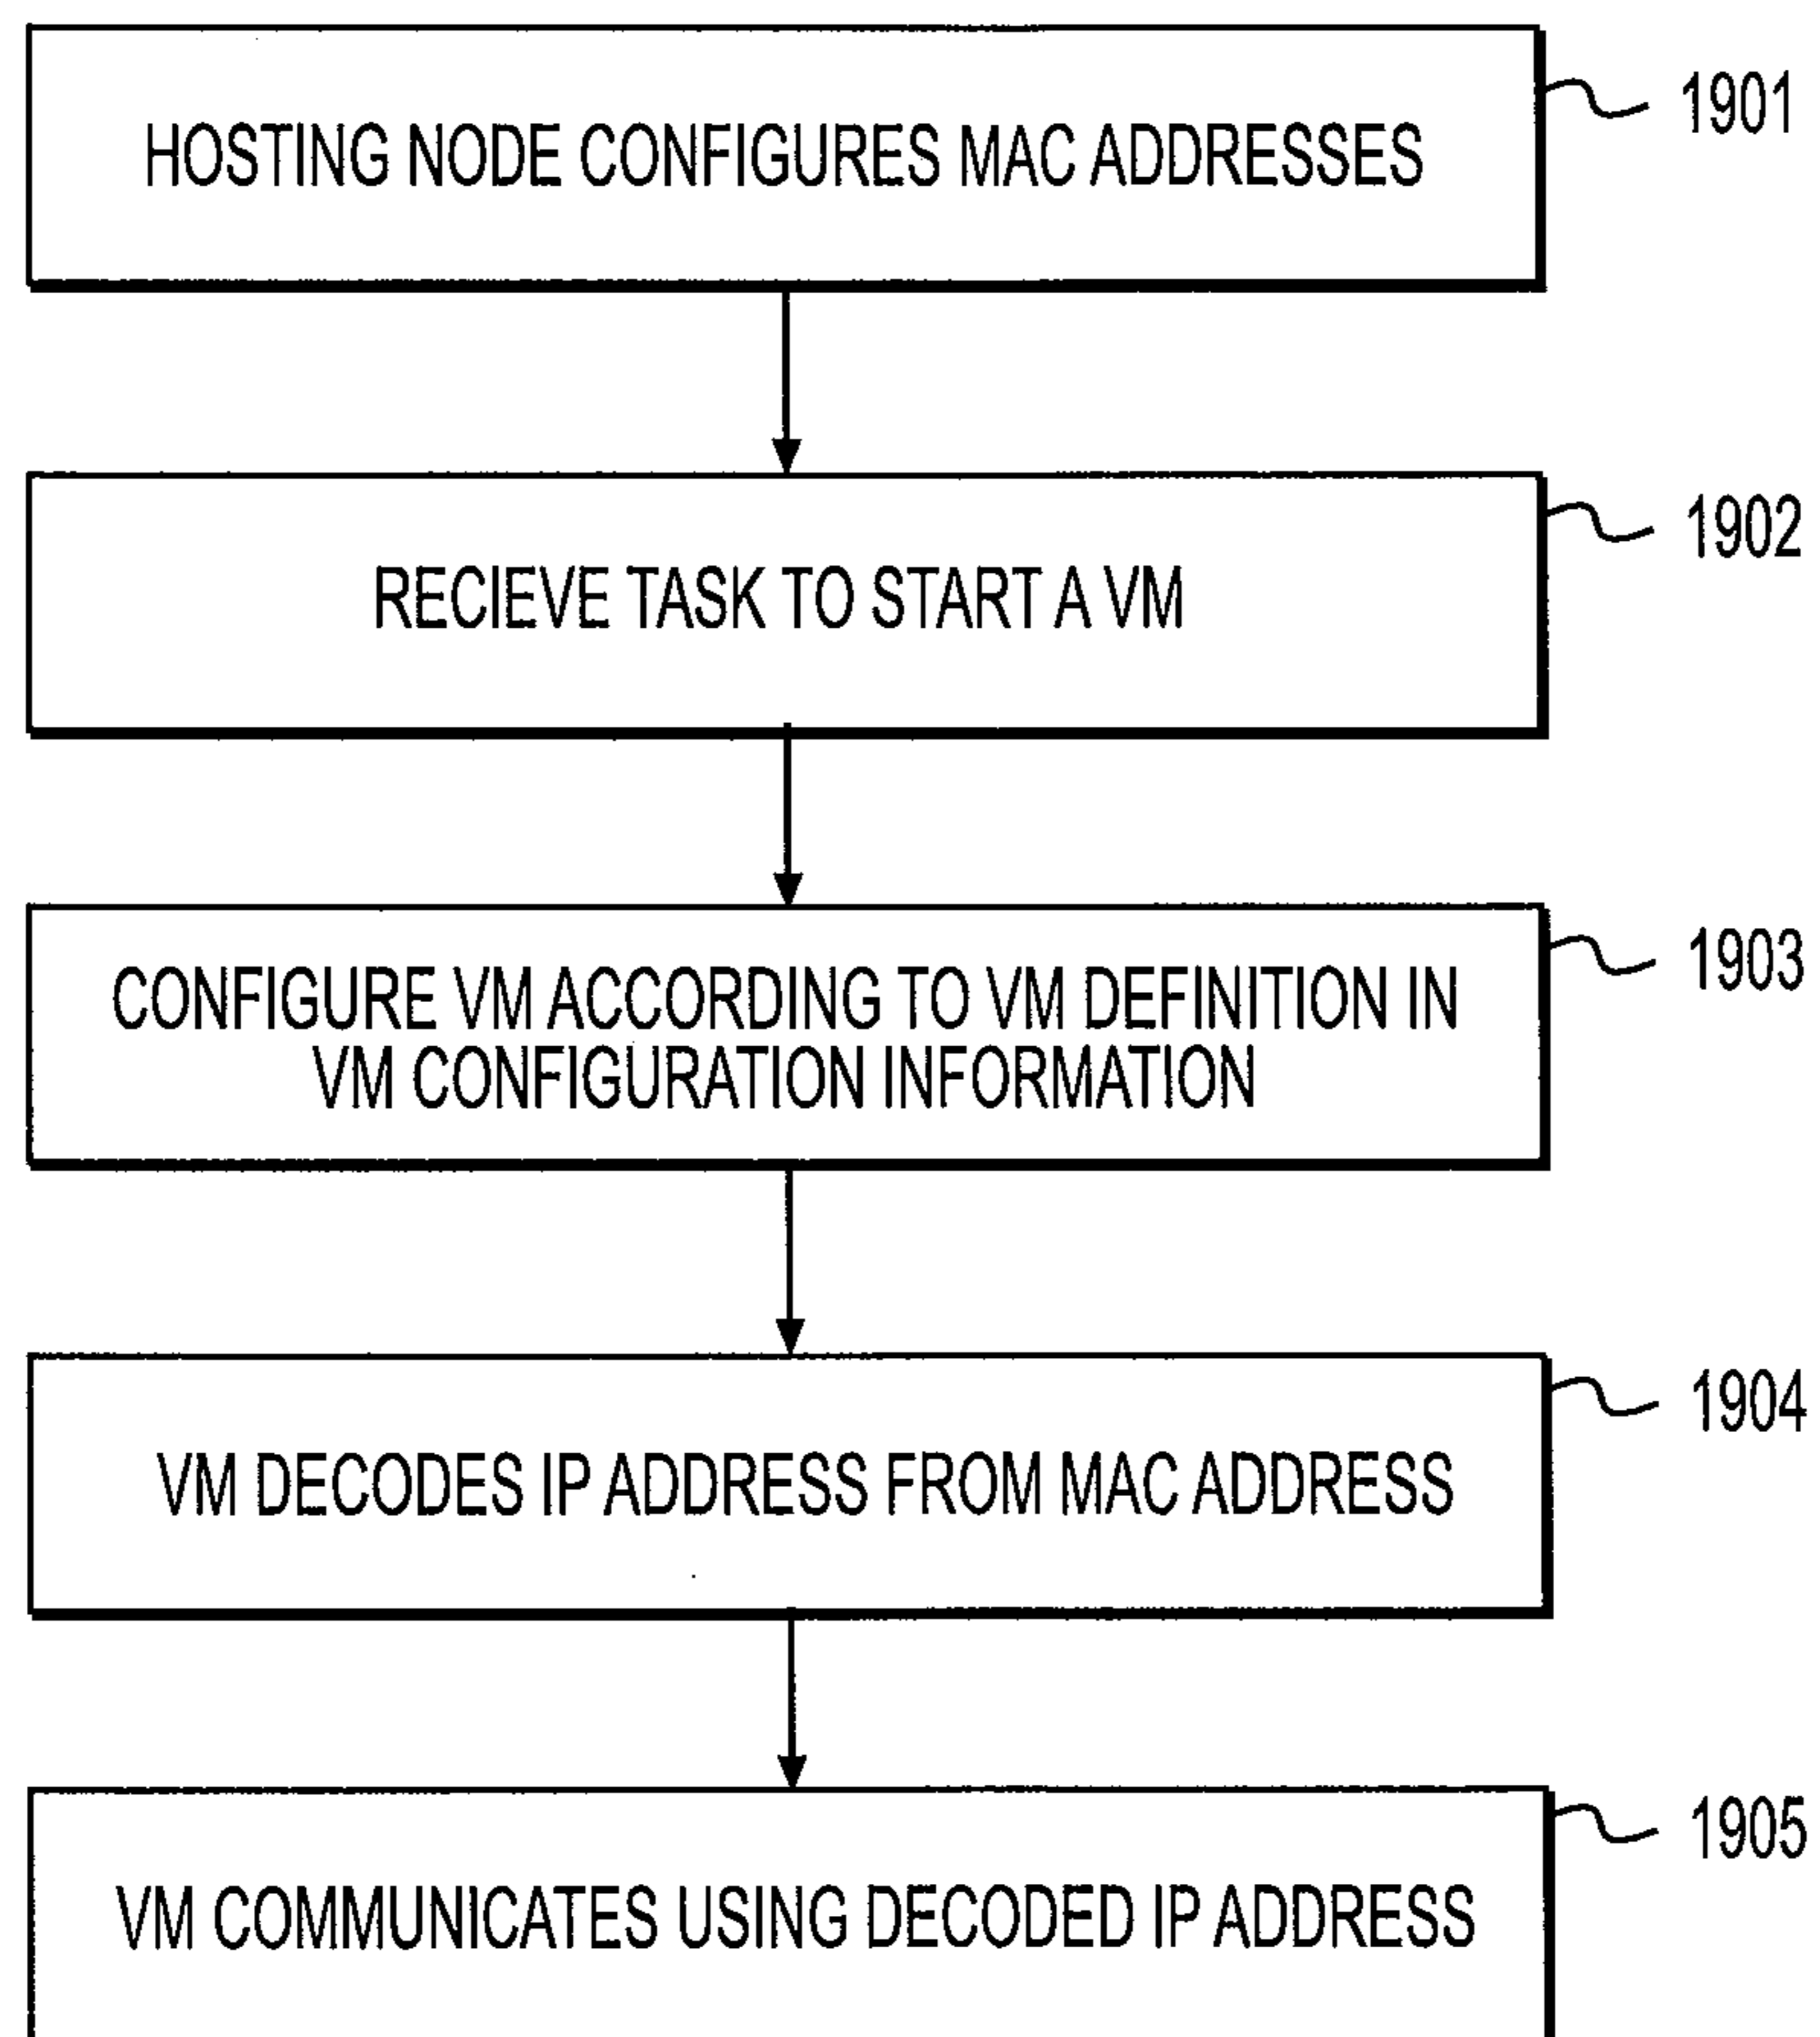 HOSTING NODE CONFIGURES MAC ADDRESSES
1901
RECIEVE TASK TO START A VM
1902
CONFIGURE VM ACCORDING TO VM DEFINITION IN
VM CONFIGURATION INFORMATION
1903
VM DECODES IP ADDRESS FROM MAC ADDRESS
1904
VM COMMUNICATES USING DECODED IP ADDRESS
1905